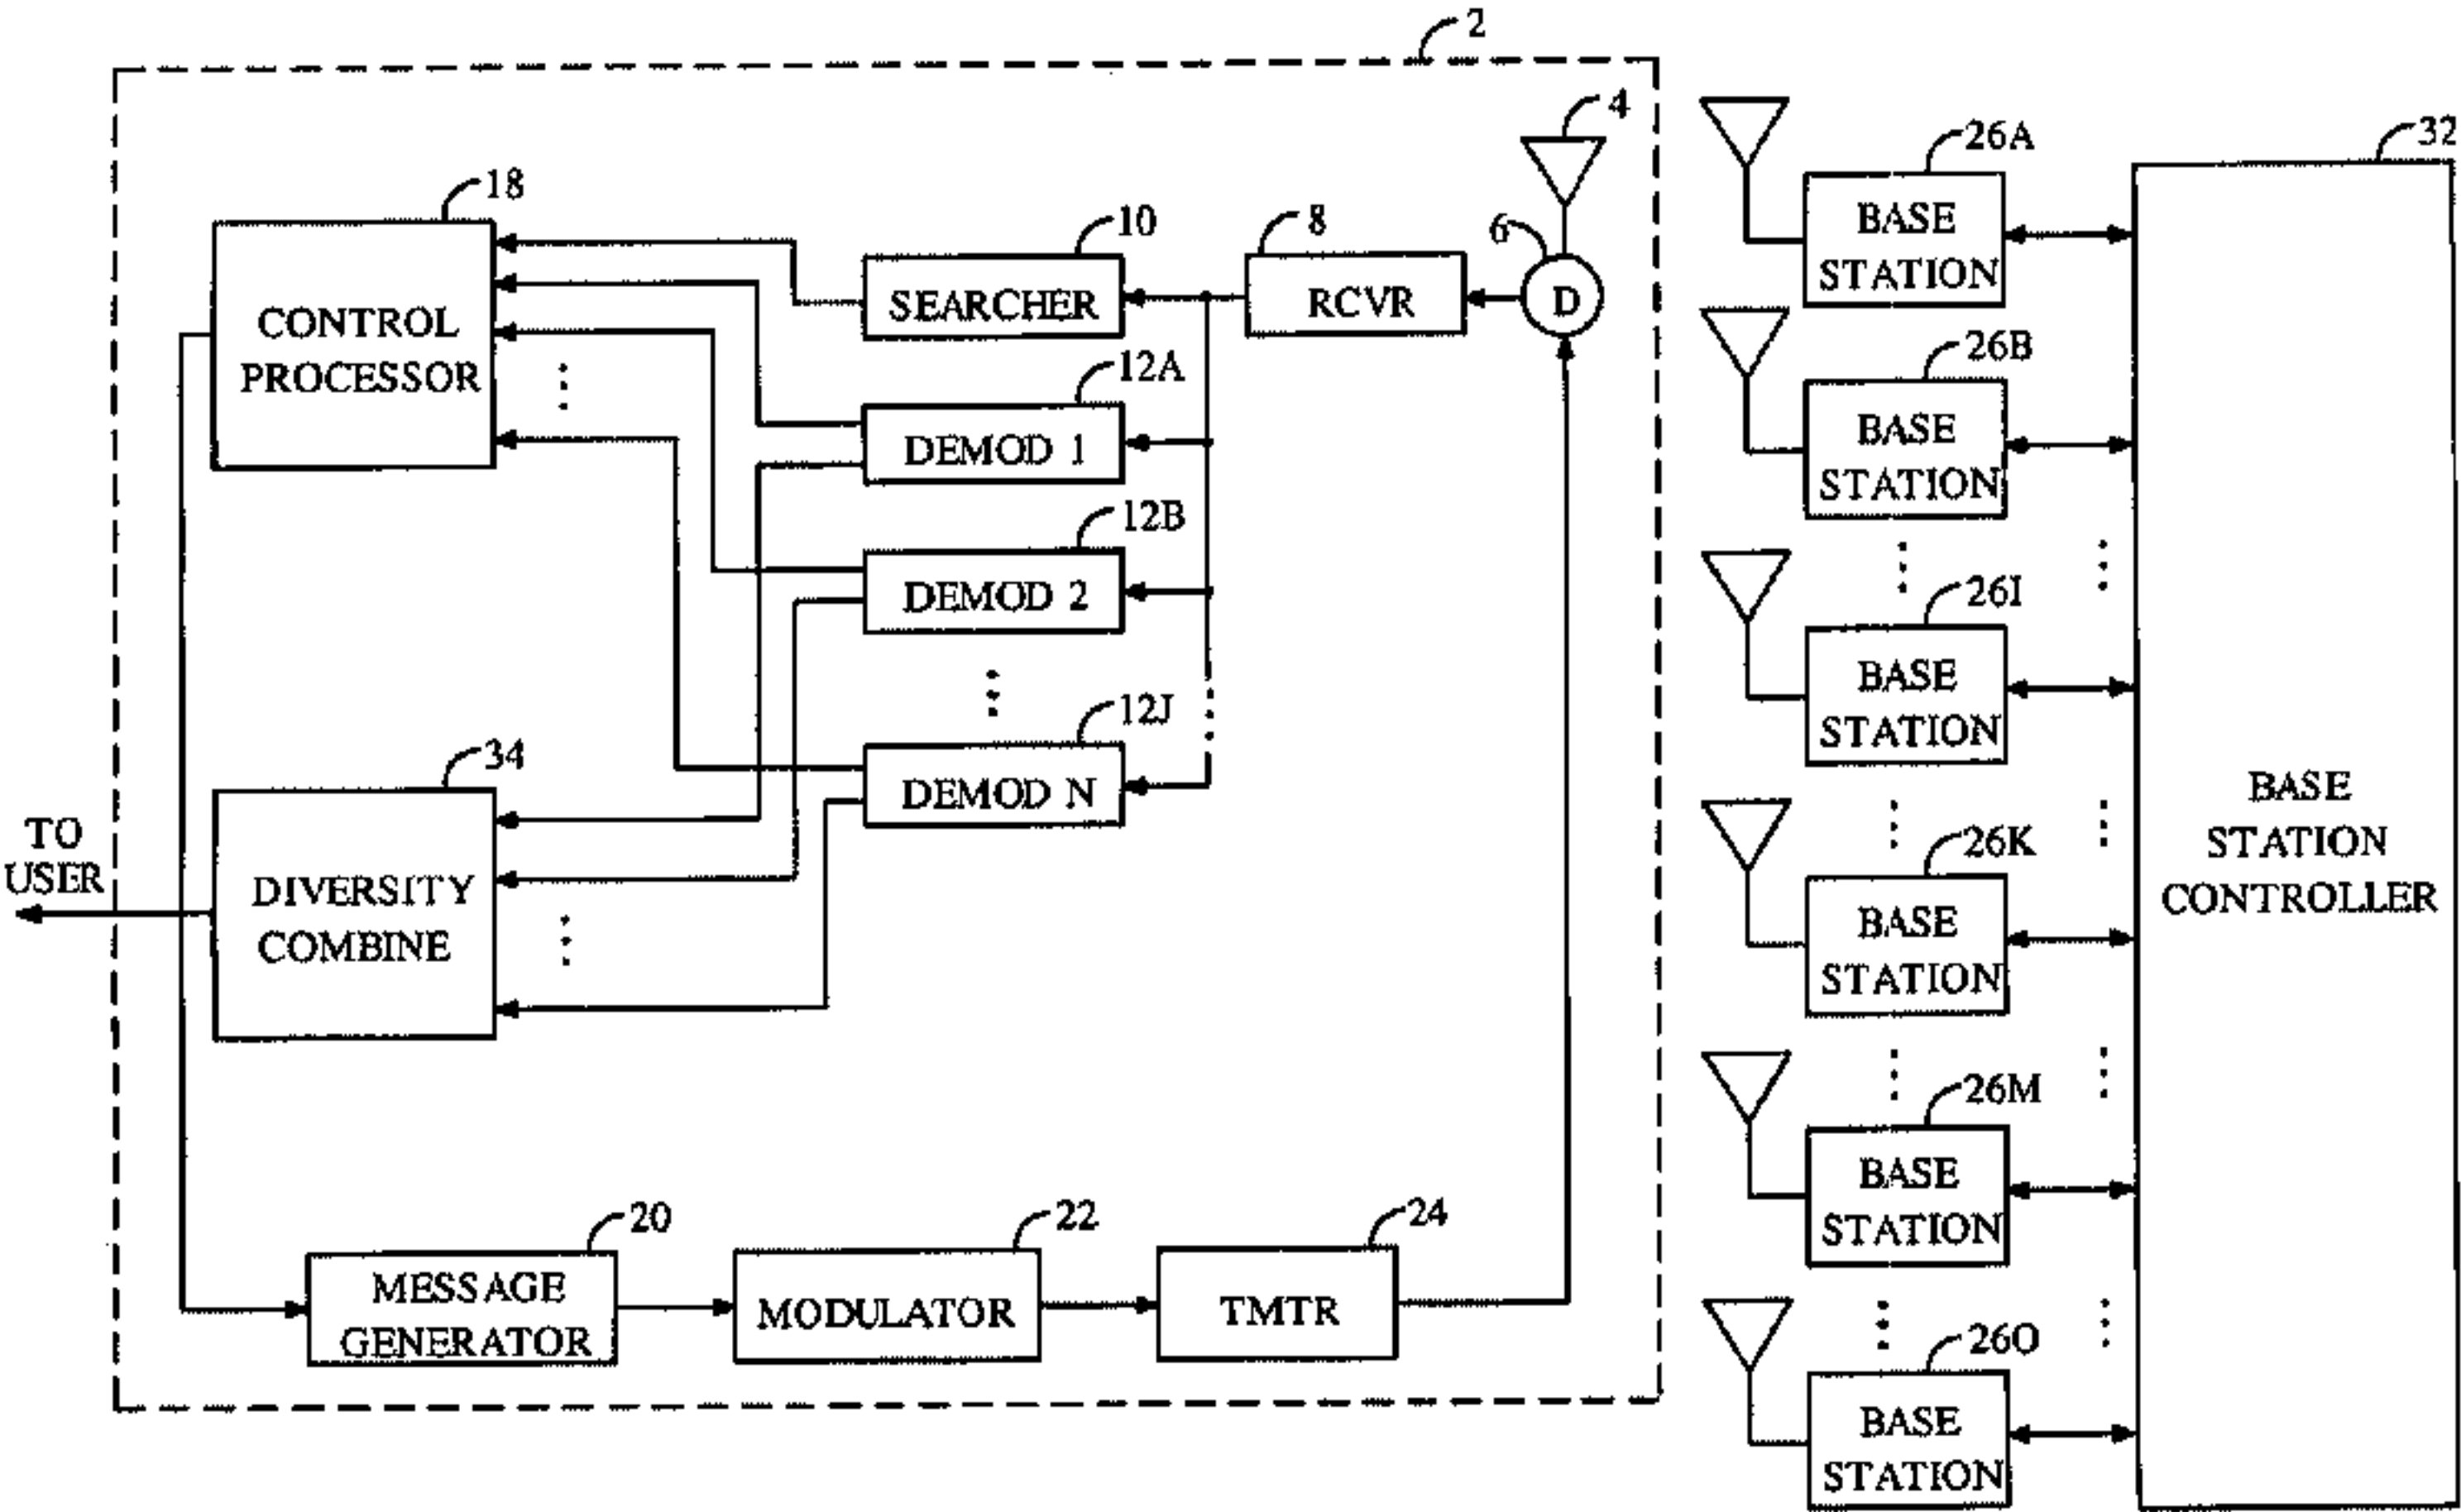 2
4
18
CONTROL
PROCESSOR
10
SEARCHER
8
RCVR
6
D
12A
DEMOD 1
12B
DEMOD 2
12J
DEMOD N
34
DIVERSITY
COMBINE
TO
USER
20
MESSAGE
GENERATOR
22
MODULATOR
24
TMTR
26A
BASE
STATION
26B
BASE
STATION
26I
BASE
STATION
26K
BASE
STATION
26M
BASE
STATION
26O
BASE
STATION
32
BASE
STATION
CONTROLLER